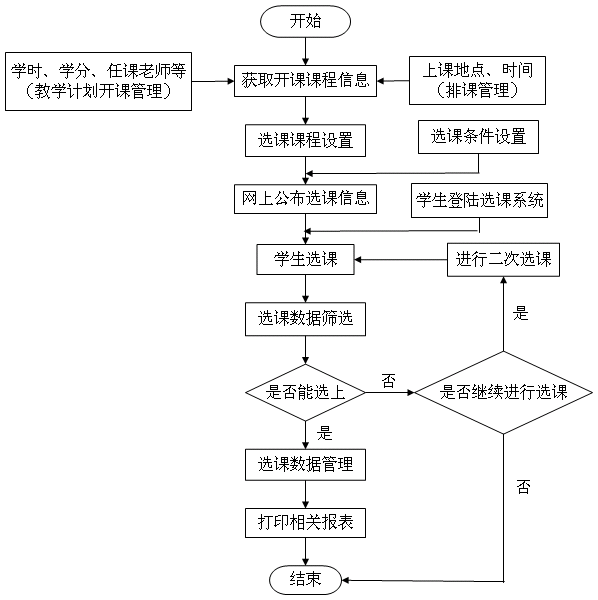 开始
学时、学分、任课老师等
（教学计划开课管理）
获取开课课程信息
上课地点、时间
（排课管理）
选课课程设置
选课条件设置
网上公布选课信息
学生登陆选课系统
学生选课
进行二次选课
选课数据筛选
是
是否能选上
否
是否继续进行选课
是
选课数据管理
否
打印相关报表
结束